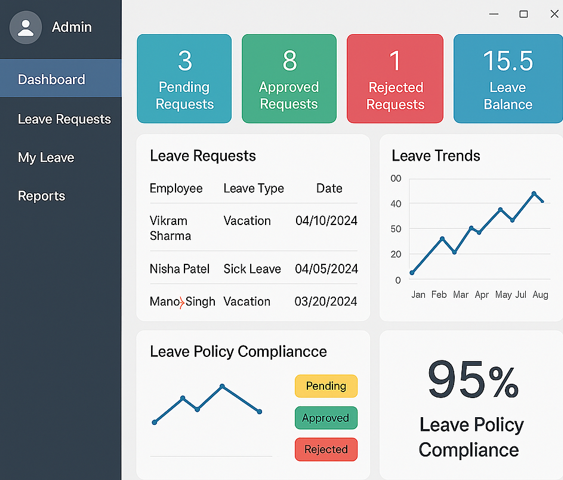 Admin
Dashboard
Leave Requests
My Leave
Reports
3
Pending
Requests
8
Approved
Requests
1
Rejected
Requests
15.5
Leave
Balance
Leave Requests
Employee Leave Type Date
Vikram
Sharma Vacation 04/10/2024
Nisha Patel Sick Leave 04/05/2024
Mano Singh Vacation 03/20/2024
Leave Trends
00
40
50
20
0
Jan Feb Mar Apr May Jul Aug
Leave Policy Compliancce
Pending
Approved
Rejected
95%
Leave Policy
Compliance